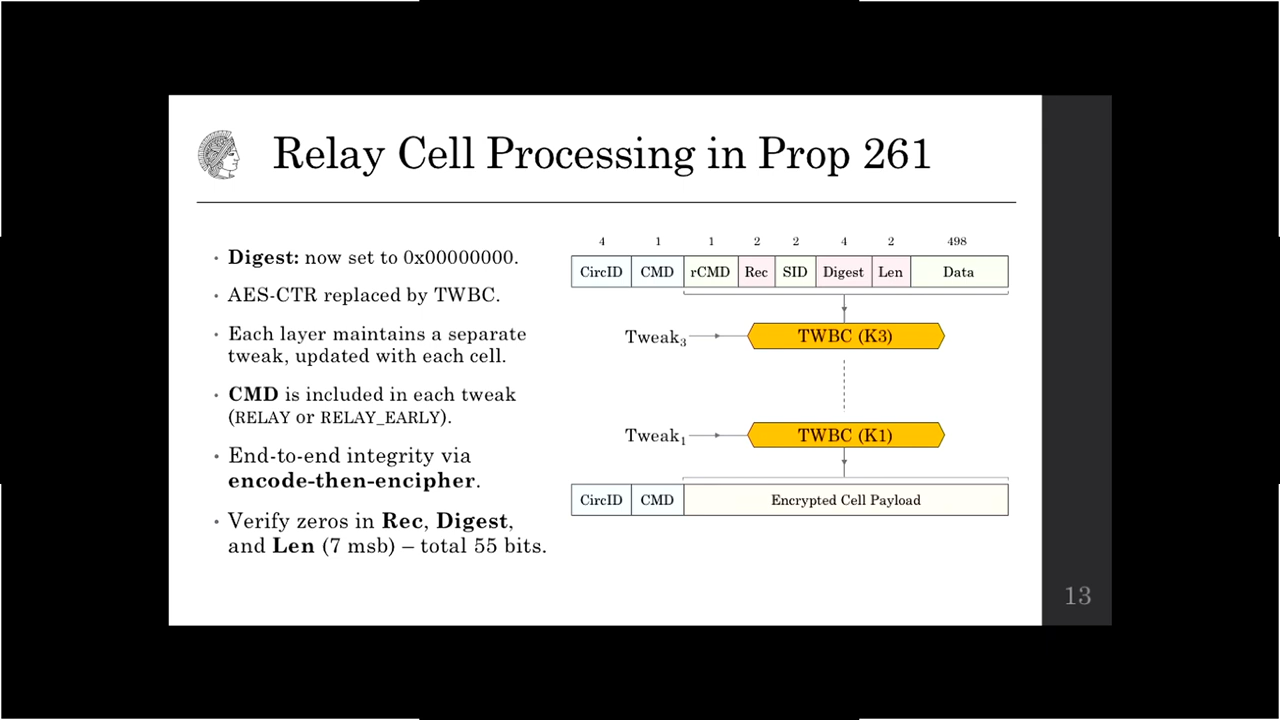 Relay Cell Processing in Prop 261
• Digest: now set to 0x00000000.
• AES-CTR replaced by TWBC.
• Each layer maintains a separate
tweak, updated with each cell.
• CMD is included in each tweak
(RELAY or RELAY_EARLY).
• End-to-end integrity via
encode-then-encipher.
• Verify zeros in Rec, Digest,
and Len (7 msb) – total 55 bits.
4 1 1 2 2 4 2 498
CircID CMD rCMD Rec SID Digest Len Data
Tweak₃ TWBC (K3)
Tweak₁ TWBC (K1)
CircID CMD Encrypted Cell Payload
13